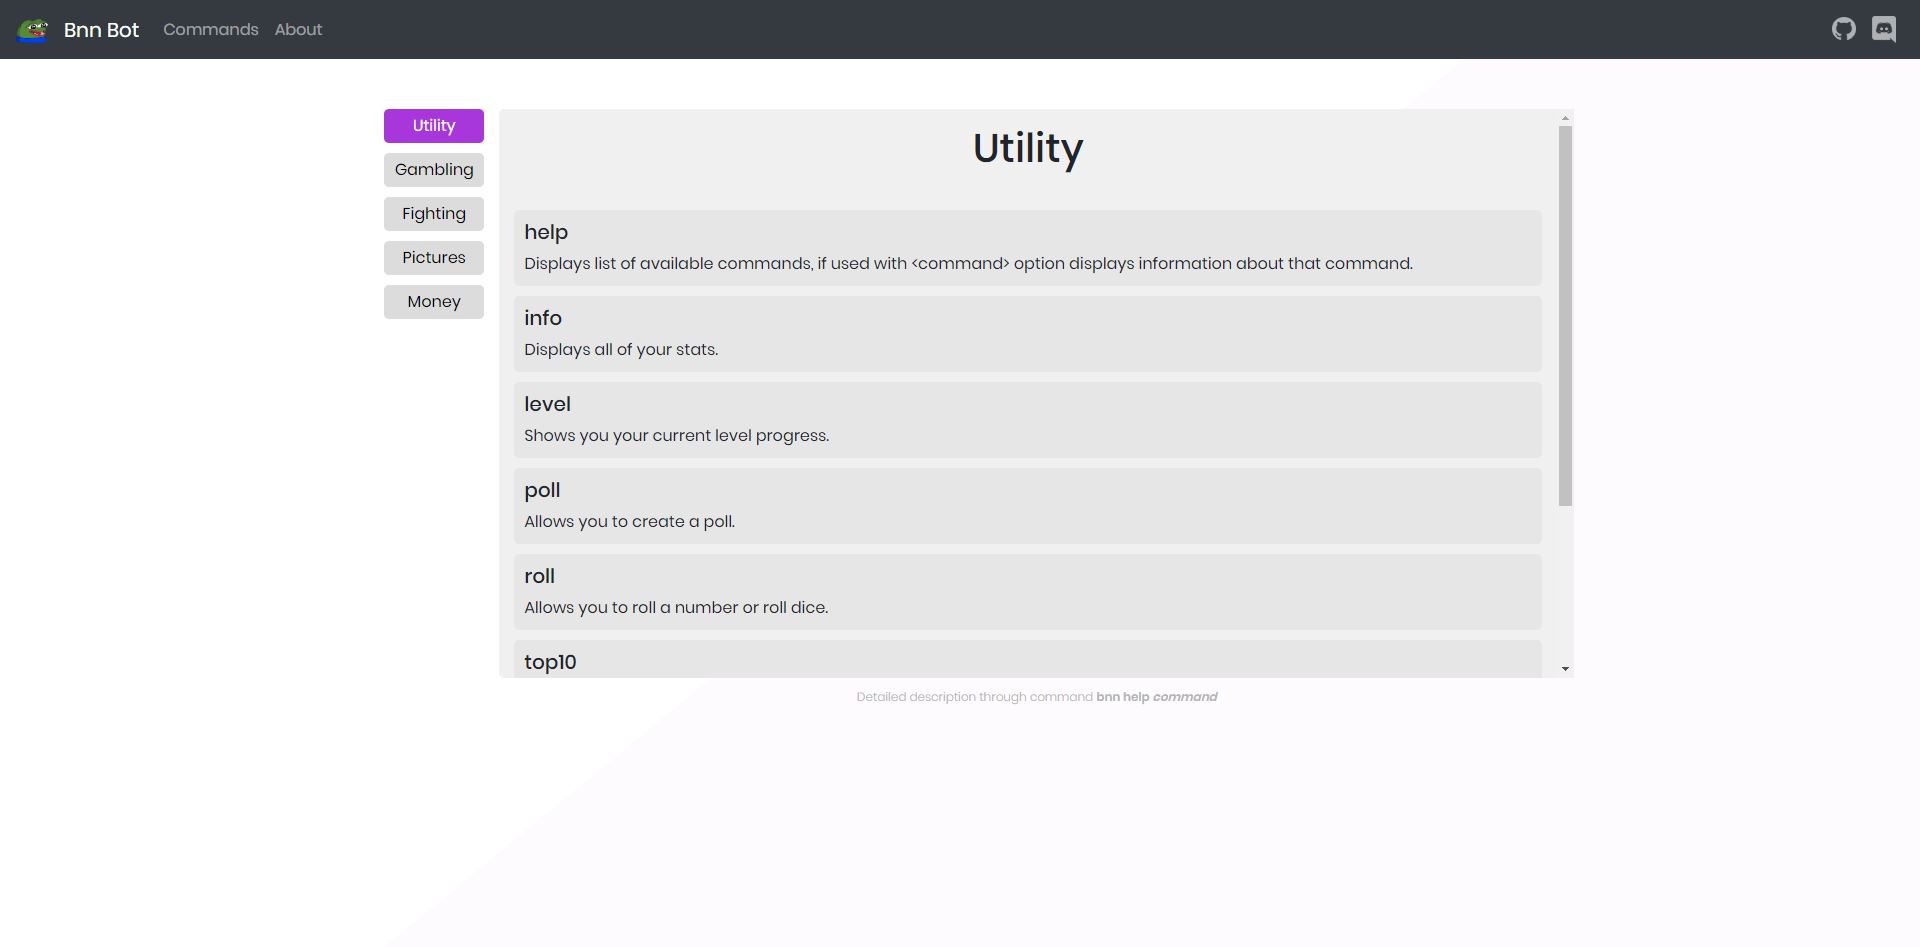 Bnn Bot Commands About
Utility
Gambling
Fighting
Pictures
Money
Utility
help
Displays list of available commands, if used with <command> option displays information about that command.
info
Displays all of your stats.
level
Shows you your current level progress.
poll
Allows you to create a poll.
roll
Allows you to roll a number or roll dice.
top10
Detailed description through command bnn help command